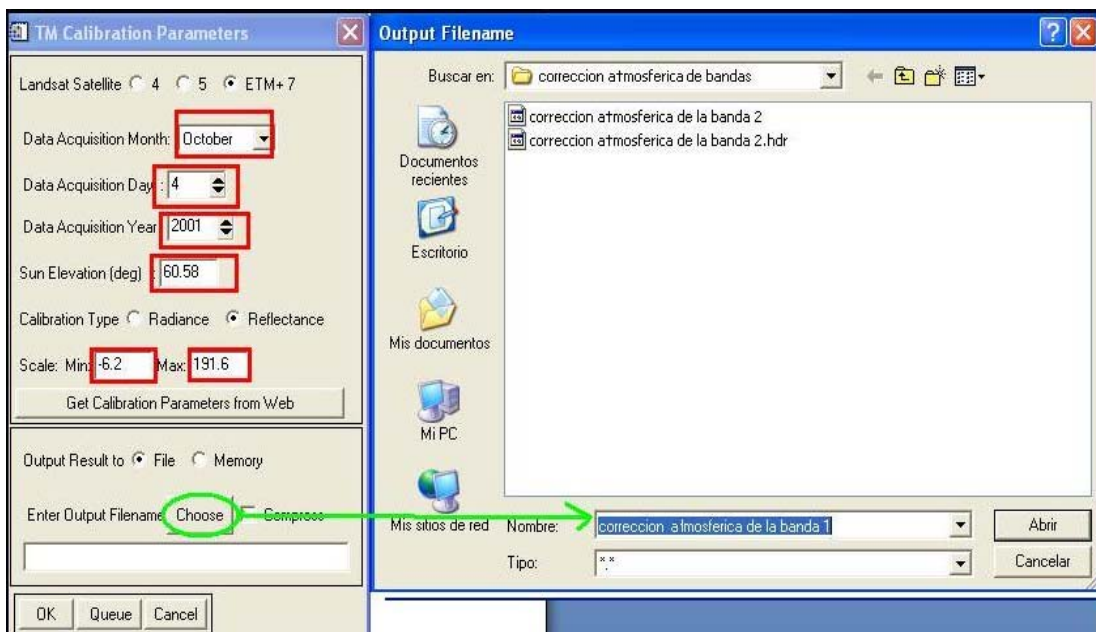 TM Calibration Parameters
Landsat Satellite 4 5 ETM+ 7
Data Acquisition Month: October
Data Acquisition Day : 4
Data Acquisition Year 2001
Sun Elevation (deg) : 60.58
Calibration Type Radiance Reflectance
Scale: Min: -6.2 Max: 191.6
Get Calibration Parameters from Web
Output Result to File Memory
Enter Output Filename Choose Compress
OK Queue Cancel
Output Filename
Buscar en: correccion atmosferica de bandas
correccion atmosferica de la banda 2
correccion atmosferica de la banda 2.hdr
Documentos
recientes
Escritorio
Mis documentos
Mi PC
Mis sitios de red
Nombre: correccion atmosferica de la banda 1 Abrir
Tipo: *.* Cancelar